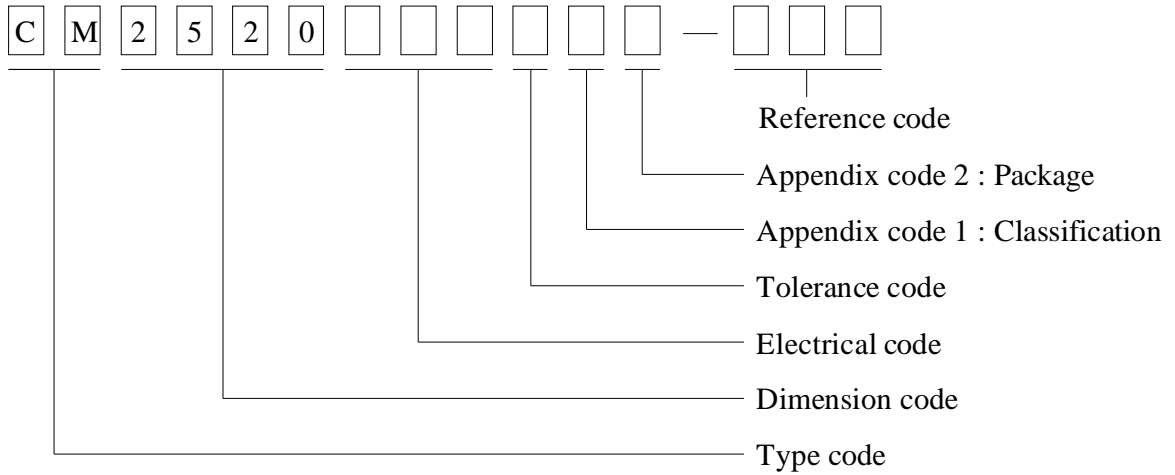 C M 2 5 2 0 —
Reference code
Appendix code 2 : Package
Appendix code 1 : Classification
Tolerance code
Electrical code
Dimension code
Type code